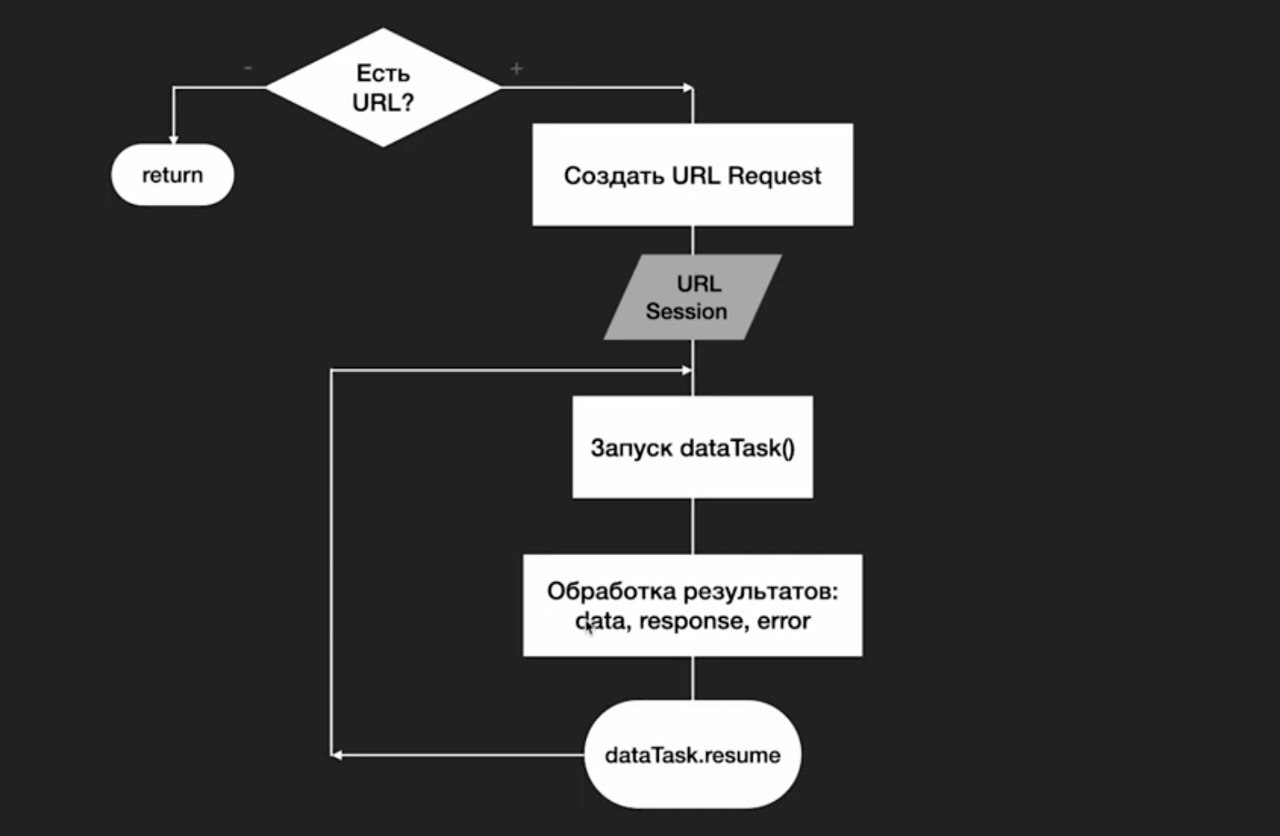 -
+
Есть
URL?
return
Создать URL Request
URL
Session
Запуск dataTask()
Обработка результатов:
data, response, error
dataTask.resume